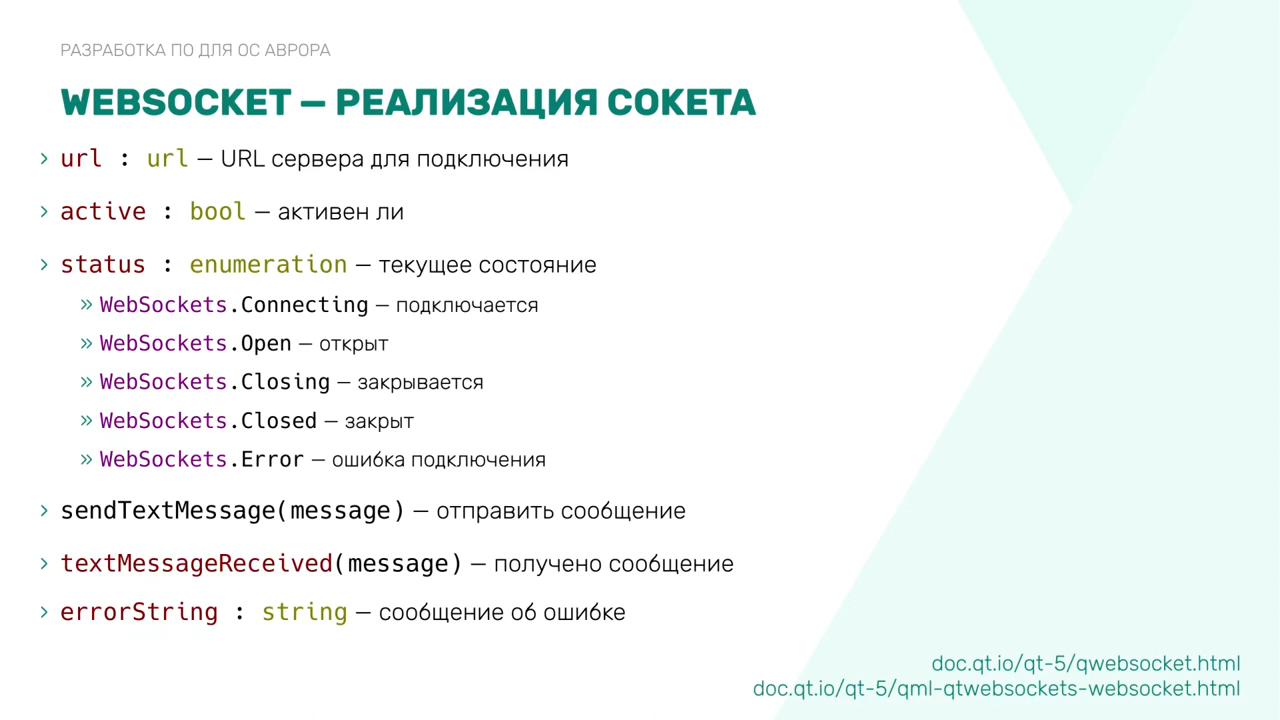 РАЗРАБОТКА ПО ДЛЯ ОС АВРОРА
WEBSOCKET — РЕАЛИЗАЦИЯ СОКЕТА
› url : url — URL сервера для подключения
› active : bool — активен ли
› status : enumeration — текущее состояние
» WebSockets.Connecting — подключается
» WebSockets.Open — открыт
» WebSockets.Closing — закрывается
» WebSockets.Closed — закрыт
» WebSockets.Error — ошибка подключения
› sendTextMessage(message) — отправить сообщение
› textMessageReceived(message) — получено сообщение
› errorString : string — сообщение об ошибке
doc.qt.io/qt-5/qwebsocket.html
doc.qt.io/qt-5/qml-qtwebsockets-websocket.html